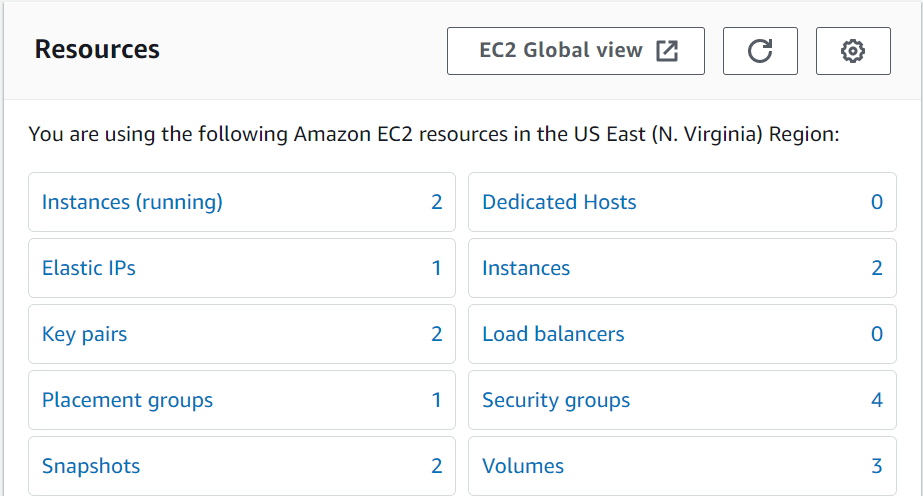 Resources
EC2 Global view
You are using the following Amazon EC2 resources in the US East (N. Virginia) Region:
Instances (running) 2
Dedicated Hosts 0
Elastic IPs 1
Instances 2
Key pairs 2
Load balancers 0
Placement groups 1
Security groups 4
Snapshots 2
Volumes 3